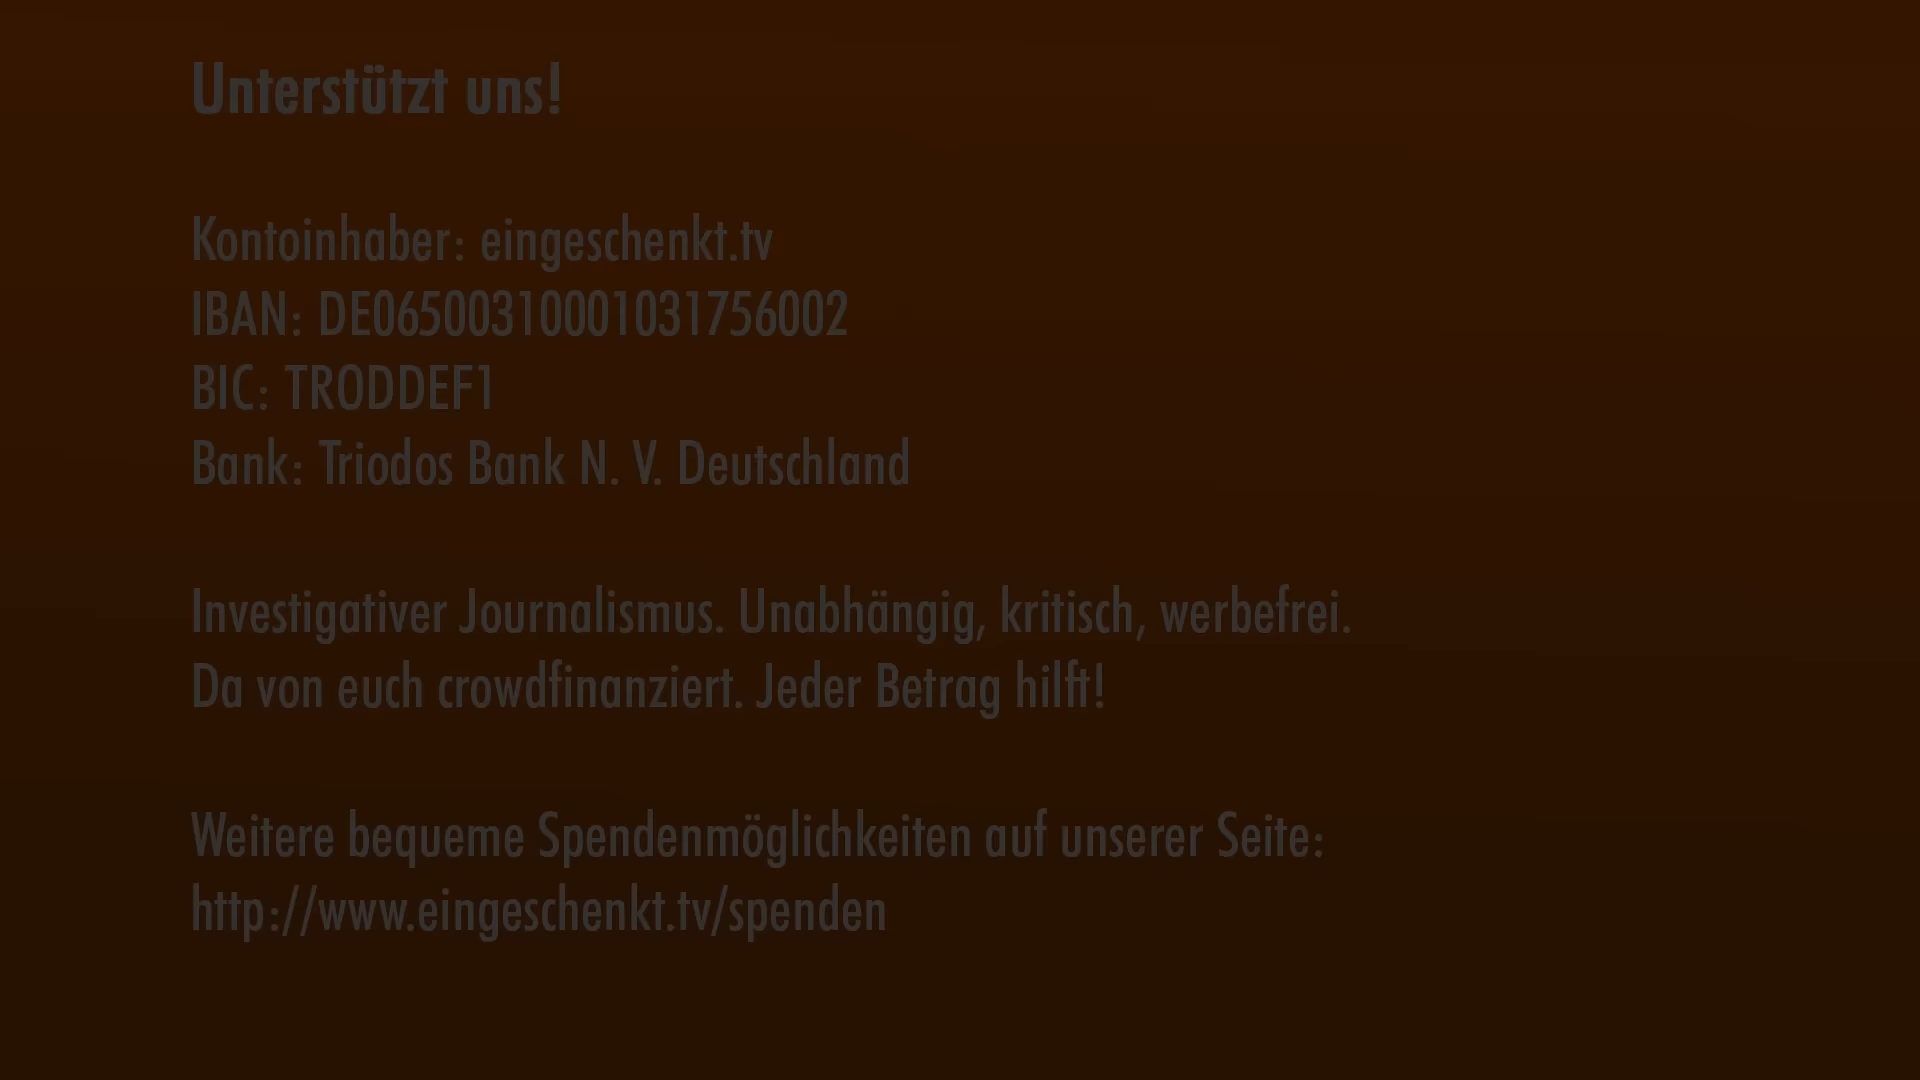 Unterstützt uns!
Kontoinhaber: eingeschenkt.tv
IBAN: DE06500310001031756002
BIC: TRODDEF1
Bank: Triodos Bank N. V. Deutschland
Investigativer Journalismus. Unabhängig, kritisch, werbefrei.
Da von euch crowdfinanziert. Jeder Betrag hilft!
Weitere bequeme Spendenmöglichkeiten auf unserer Seite:
http://www.eingeschenkt.tv/spenden